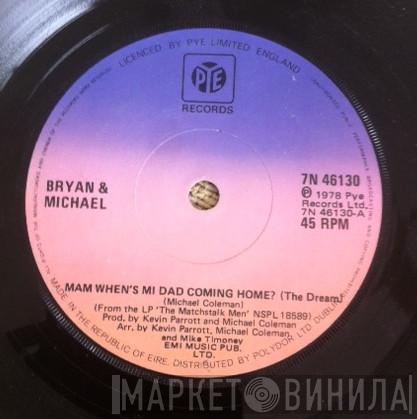 LICENCED BY PYE LIMITED ENGLAND
PYE
RECORDS
BRYAN &
MICHAEL
7N 46130
Ⓟ 1978 Pye
Records Ltd.
7N 46130-A
45 RPM
MAM WHEN'S MI DAD COMING HOME? (The Dream)
(Michael Coleman)
(From the LP 'The Matchstalk Men' NSPL 18589)
Prod. by Kevin Parrott and Michael Coleman
Arr. by Kevin Parrott, Michael Coleman,
and Mike Timoney
EMI MUSIC PUB.
LTD.
MADE IN THE REPUBLIC OF EIRE. DISTRIBUTED BY POLYDOR LTD DUBLIN
МАРКЕТ ВИНИЛА